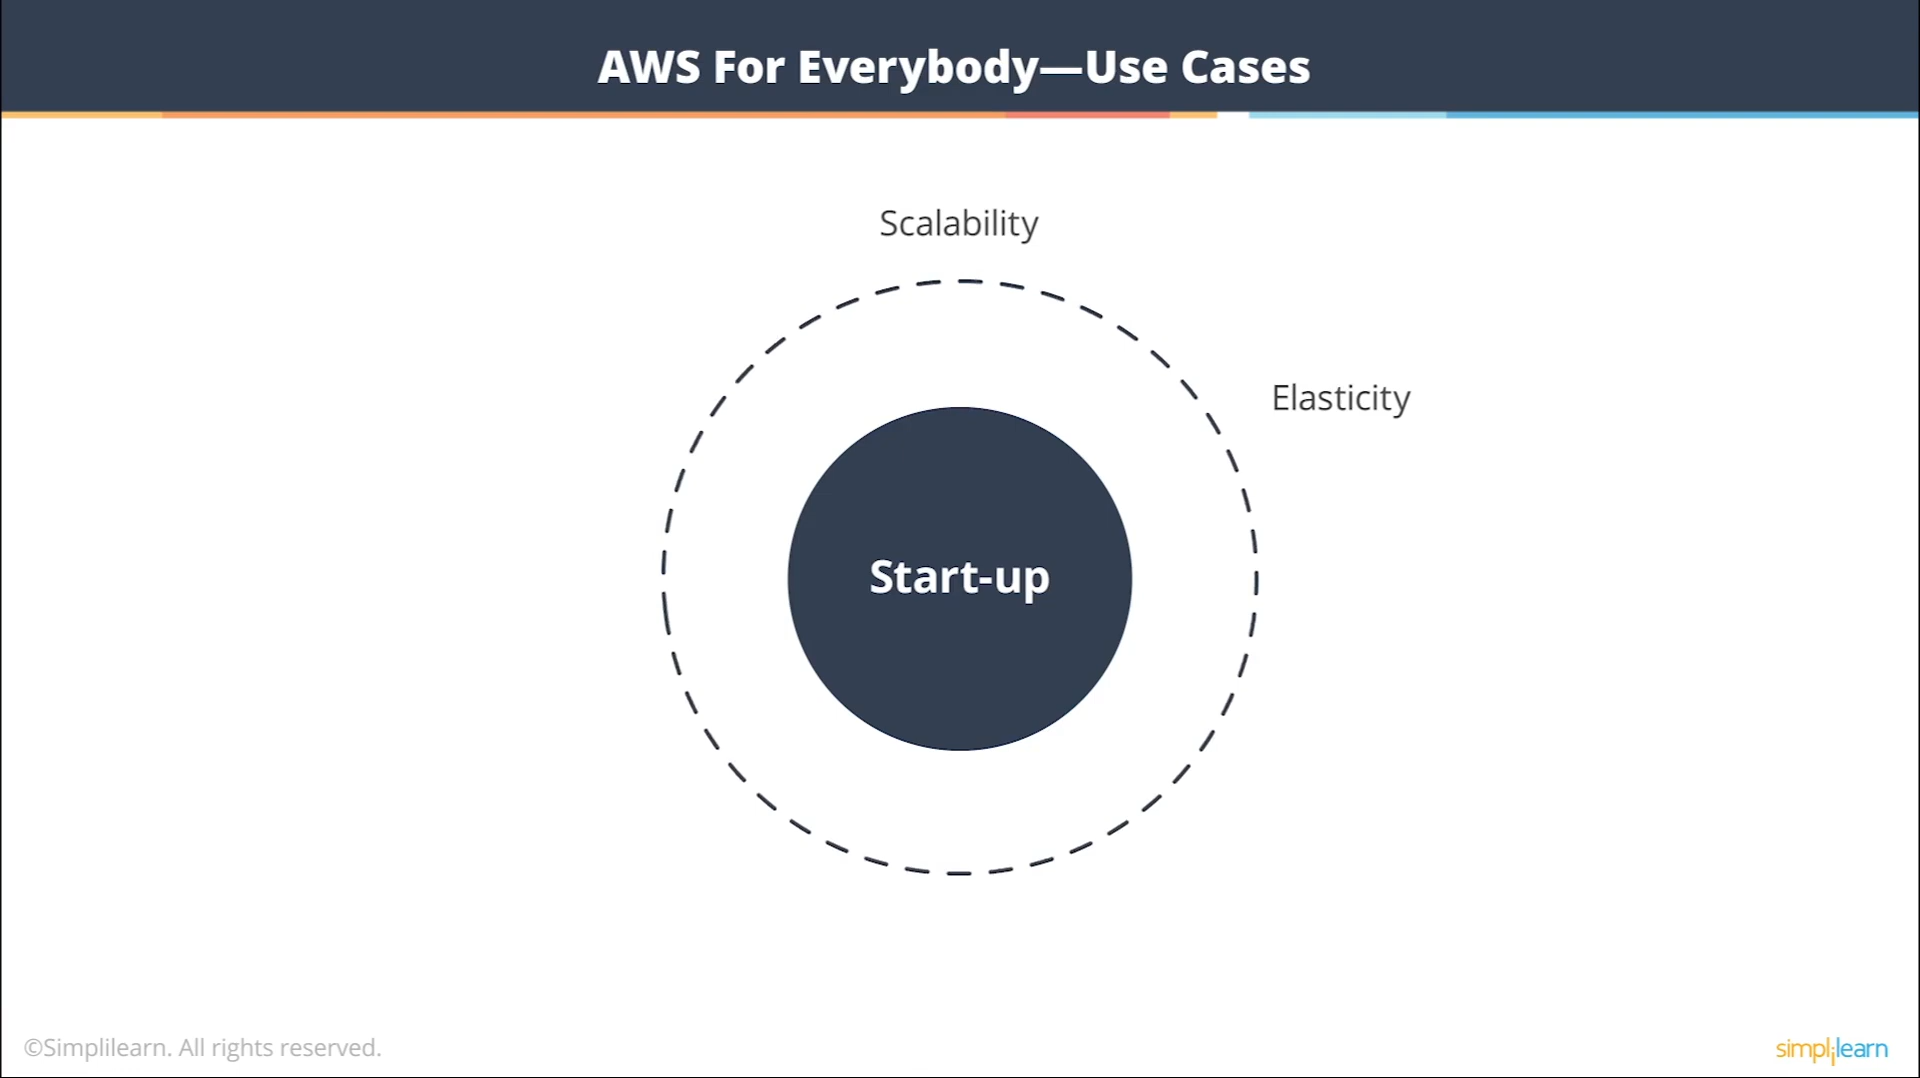 AWS For Everybody—Use Cases
Scalability
Elasticity
Start-up
©Simplilearn. All rights reserved.
simplilearn